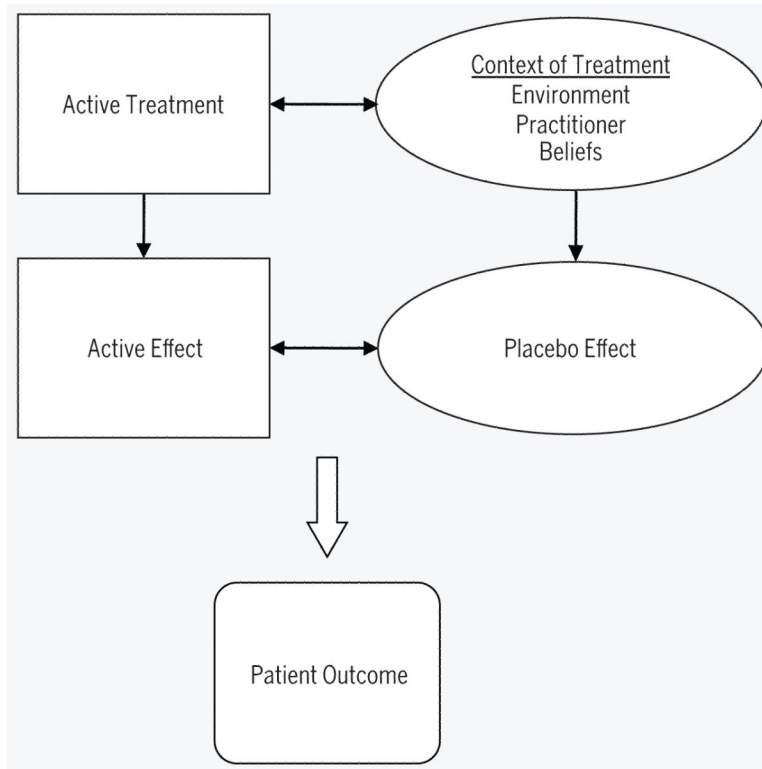 Active Treatment
Context of Treatment
Environment
Practitioner
Beliefs
Active Effect
Placebo Effect
Patient Outcome